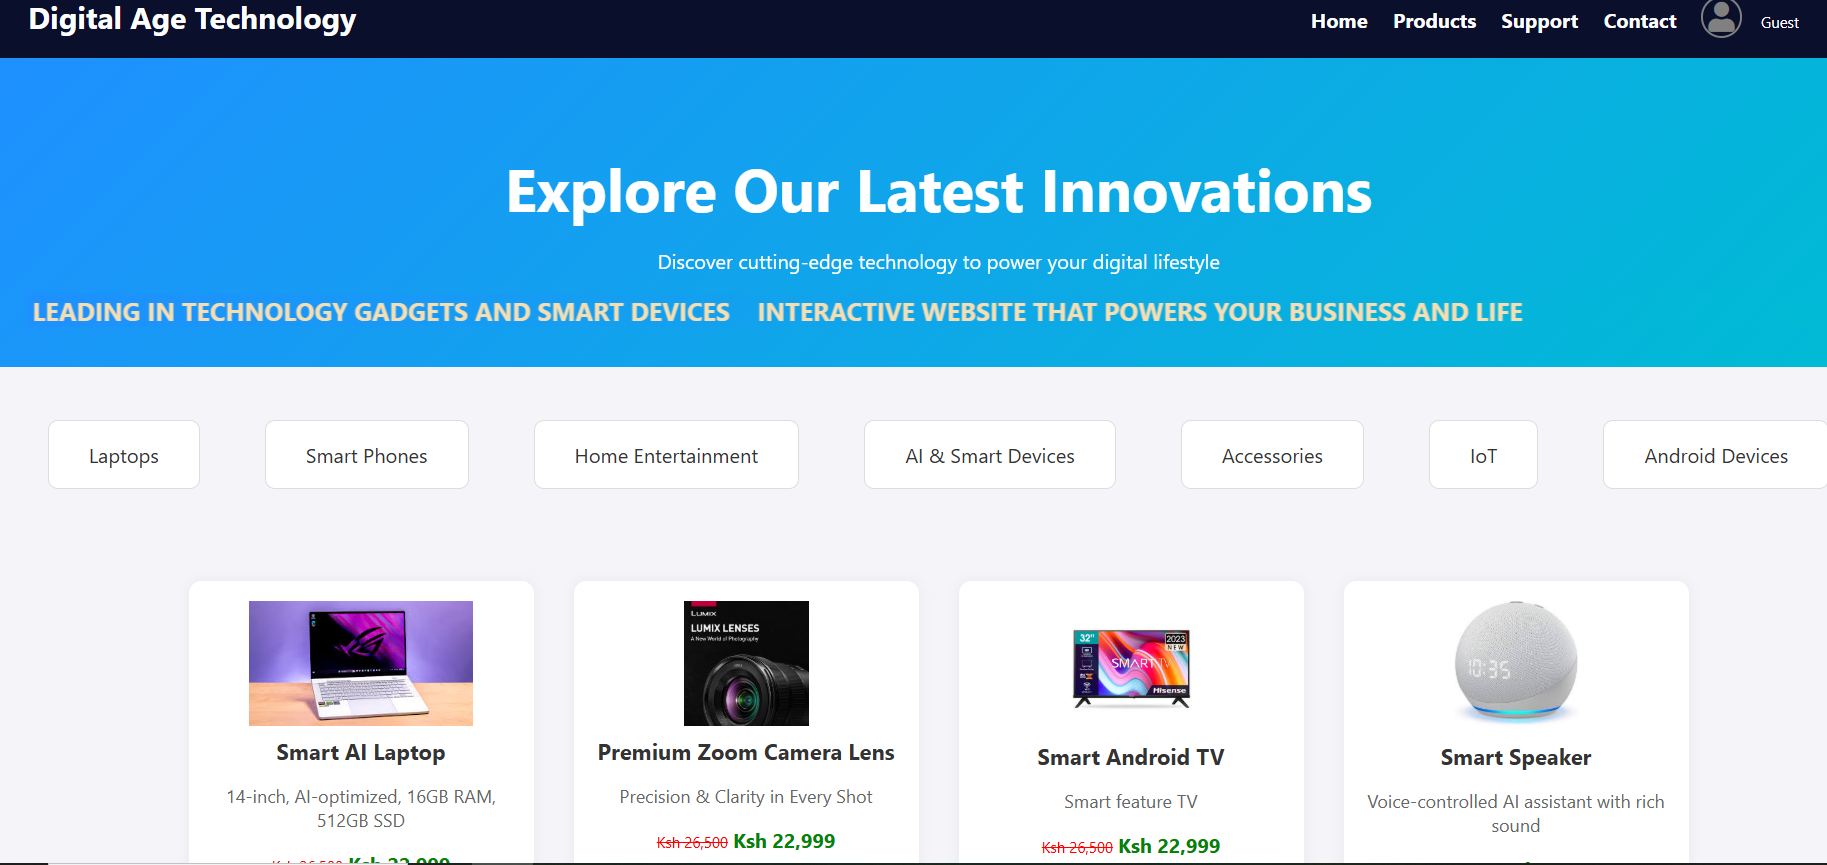 Digital Age Technology
Home Products Support Contact Guest
Explore Our Latest Innovations
Discover cutting-edge technology to power your digital lifestyle
LEADING IN TECHNOLOGY GADGETS AND SMART DEVICES INTERACTIVE WEBSITE THAT POWERS YOUR BUSINESS AND LIFE
Laptops
Smart Phones
Home Entertainment
AI & Smart Devices
Accessories
IoT
Android Devices
Smart AI Laptop
14-inch, AI-optimized, 16GB RAM,
512GB SSD
LUMIX
LUMIX LENSES
A New World of Photography
Premium Zoom Camera Lens
Precision & Clarity in Every Shot
Ksh 26,500 Ksh 22,999
32"
2023
NEW
SMART TV
Hisense
Smart Android TV
Smart feature TV
Ksh 26,500 Ksh 22,999
10:35
Smart Speaker
Voice-controlled AI assistant with rich
sound